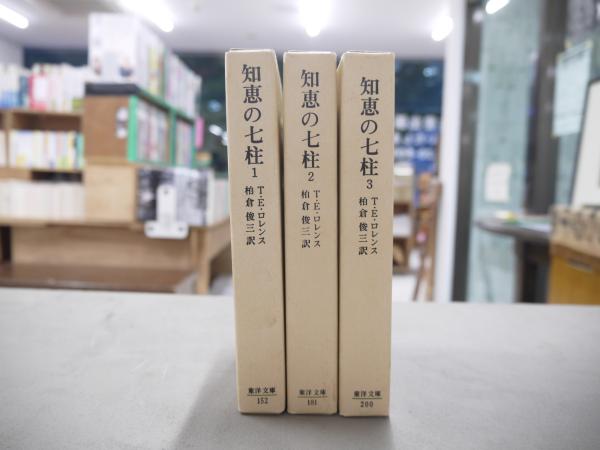 知恵の七柱 1
T・E・ロレンス
柏倉俊三訳
東洋文庫
152
知恵の七柱 2
T・E・ロレンス
柏倉俊三訳
東洋文庫
181
知恵の七柱 3
T・E・ロレンス
柏倉俊三訳
東洋文庫
200